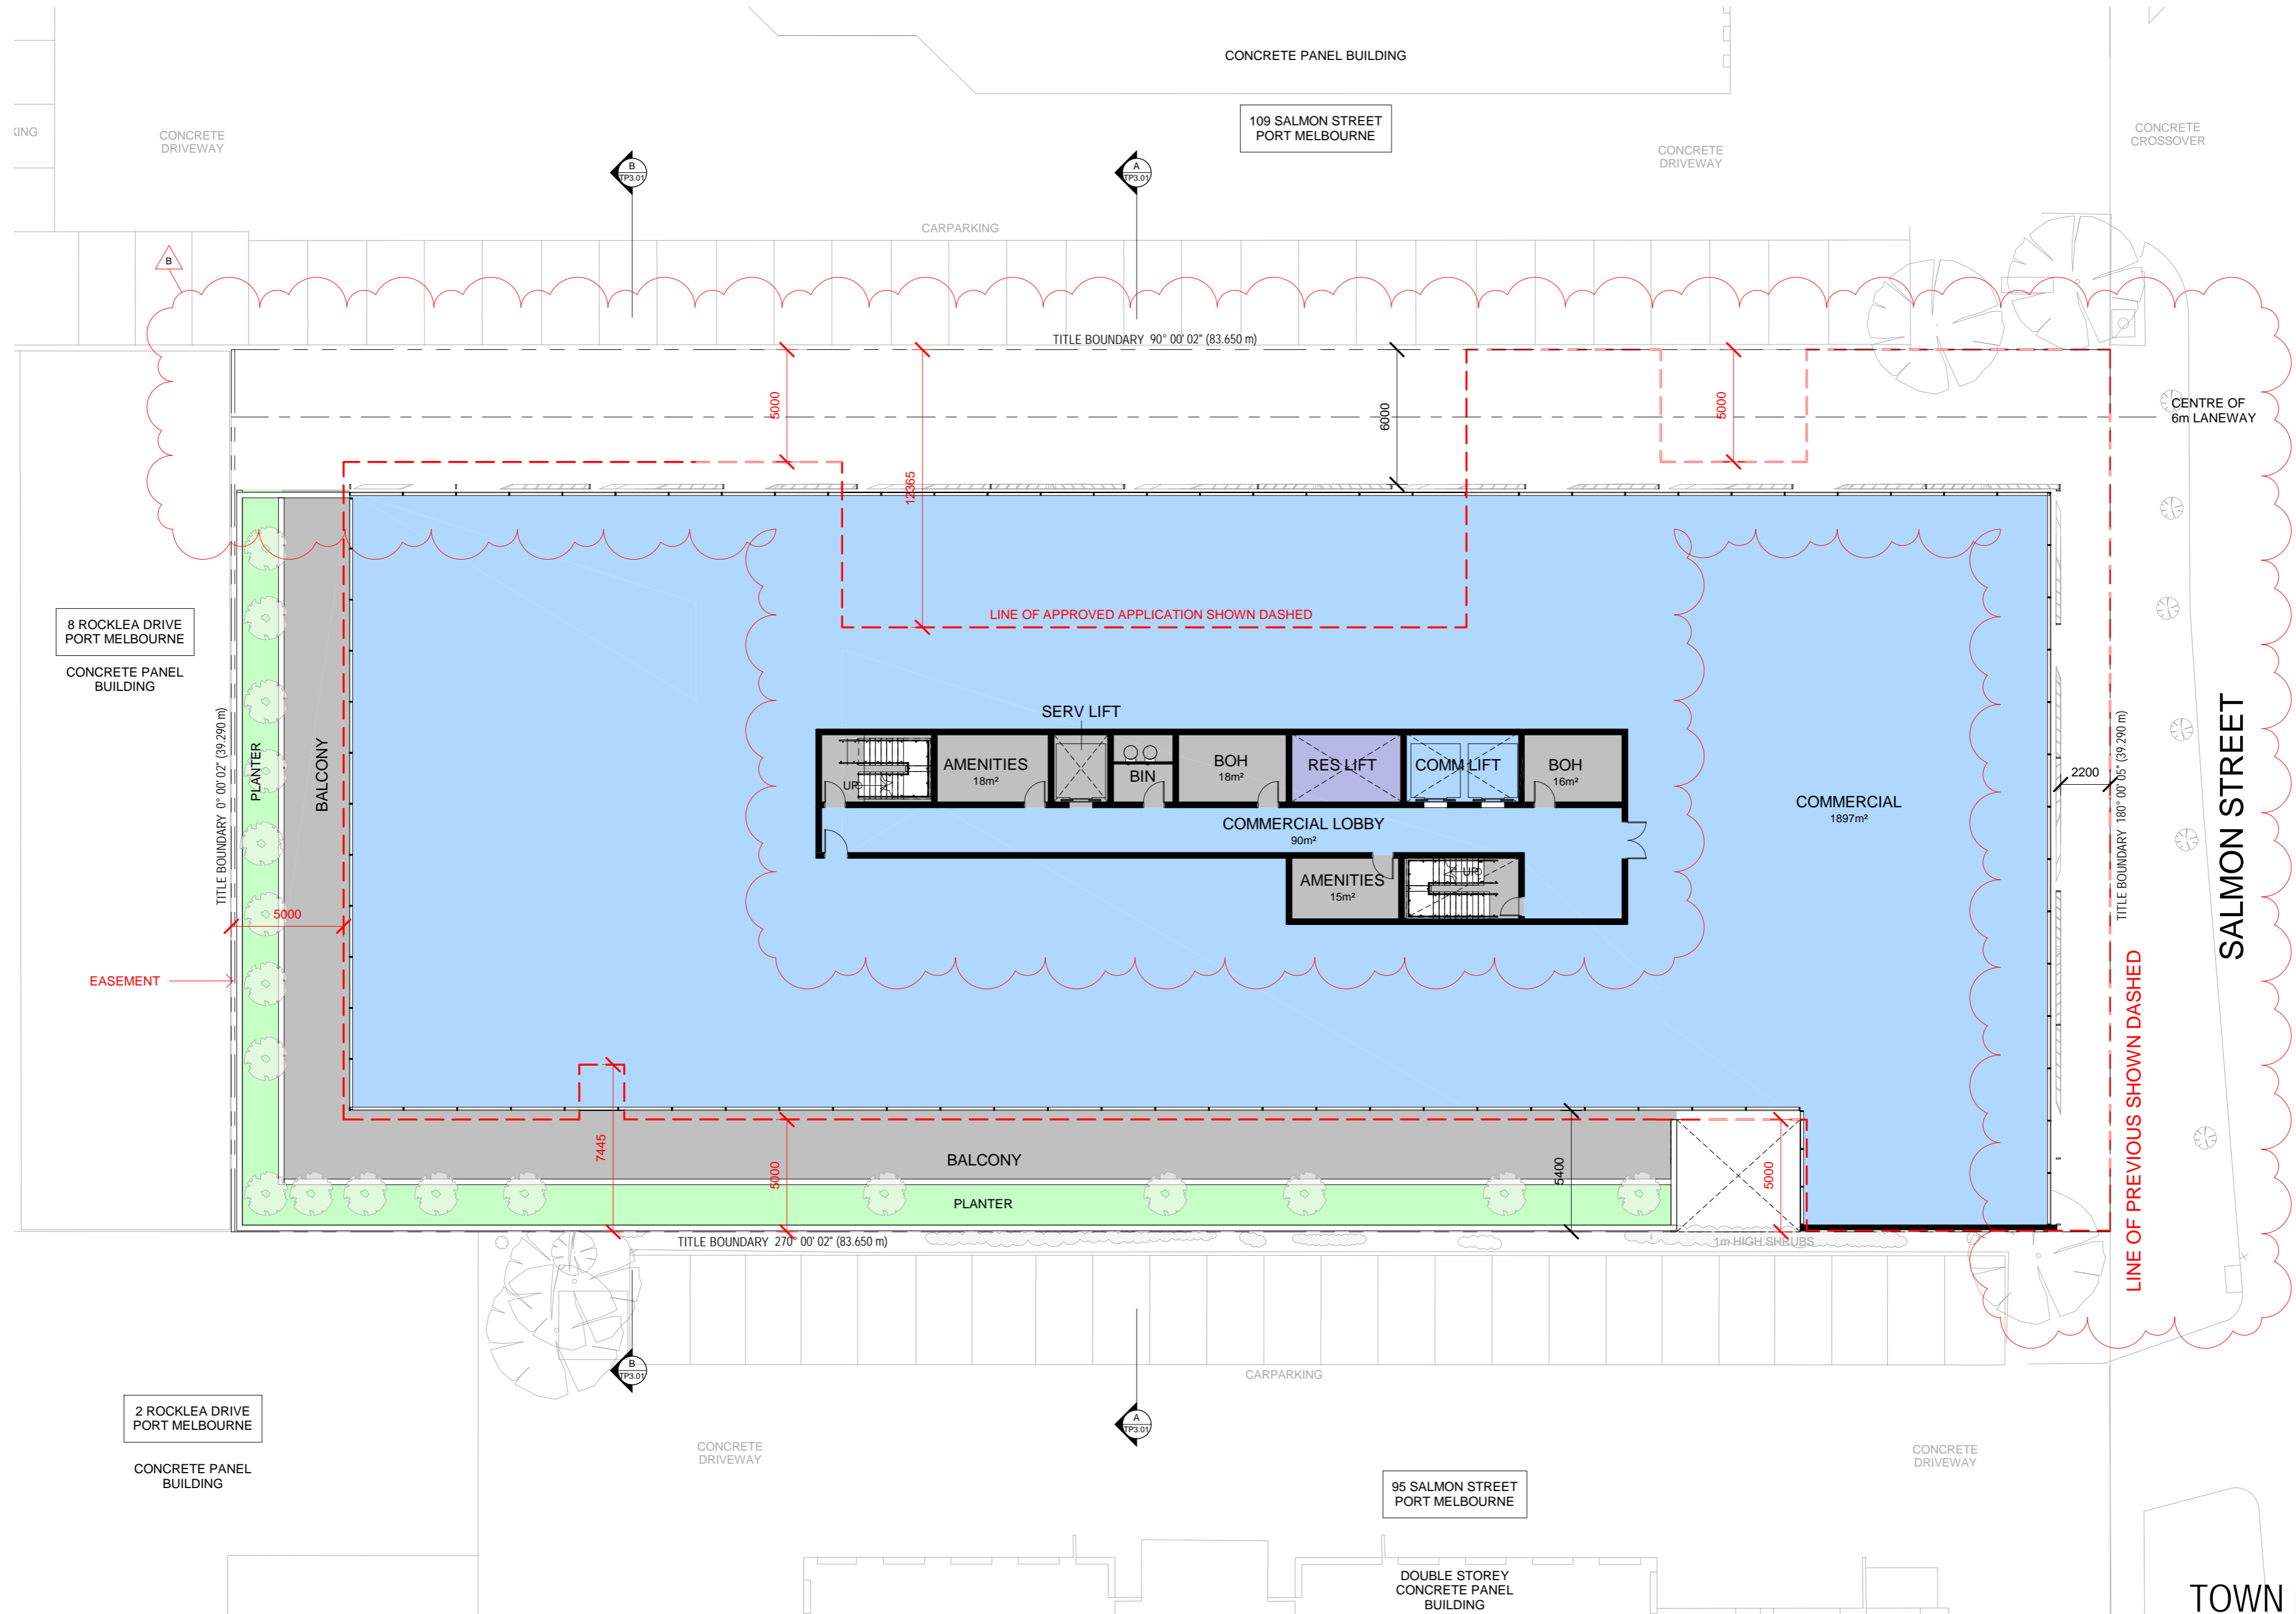 CONCRETE PANEL BUILDING
109 SALMON STREET
PORT MELBOURNE
KING
CONCRETE
DRIVEWAY
CONCRETE
DRIVEWAY
CONCRETE
CROSSOVER
B
TP3.01
A
TP3.01
CARPARKING
B
TITLE BOUNDARY 90° 00' 02" (83.650 m)
5000
12365
6000
5000
CENTRE OF
6m LANEWAY
LINE OF APPROVED APPLICATION SHOWN DASHED
8 ROCKLEA DRIVE
PORT MELBOURNE
CONCRETE PANEL
BUILDING
TITLE BOUNDARY 0° 00' 02" (39.290 m)
PLANTER
BALCONY
5000
EASEMENT
SERV LIFT
UP
AMENITIES
18m²
BIN
BOH
18m²
RES LIFT
COMM LIFT
BOH
16m²
COMMERCIAL LOBBY
90m²
AMENITIES
15m²
UP
COMMERCIAL
1897m²
2200
TITLE BOUNDARY 180° 00' 05" (39.290 m)
SALMON STREET
LINE OF PREVIOUS SHOWN DASHED
7445
5000
BALCONY
5400
5000
PLANTER
TITLE BOUNDARY 270° 00' 02" (83.650 m)
1m HIGH SHRUBS
B
TP3.01
A
TP3.01
CARPARKING
2 ROCKLEA DRIVE
PORT MELBOURNE
CONCRETE PANEL
BUILDING
CONCRETE
DRIVEWAY
95 SALMON STREET
PORT MELBOURNE
CONCRETE
DRIVEWAY
DOUBLE STOREY
CONCRETE PANEL
BUILDING
TOWN